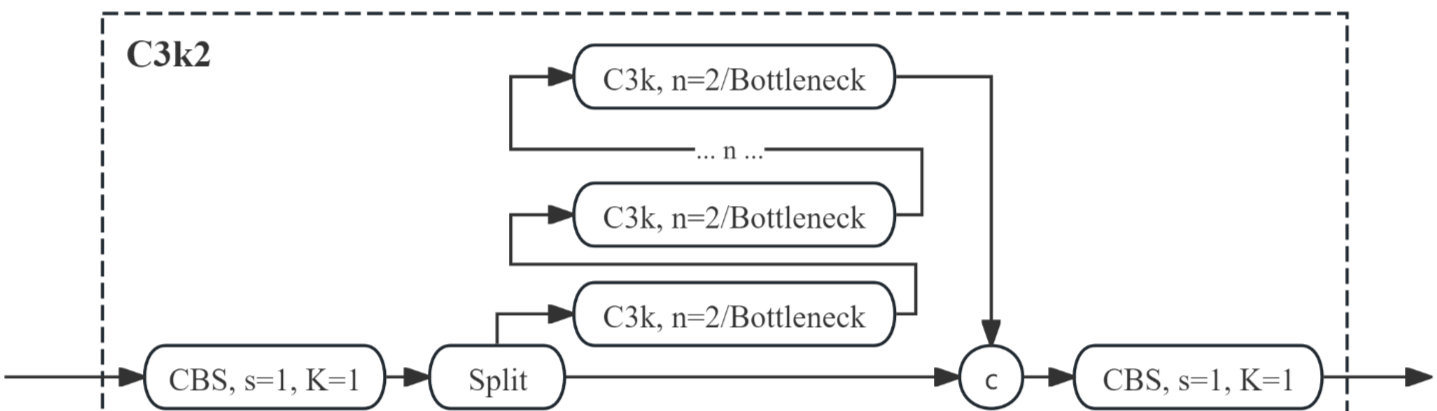 C3k2
C3k, n=2/Bottleneck
... n ...
C3k, n=2/Bottleneck
C3k, n=2/Bottleneck
CBS, s=1, K=1
Split
c
CBS, s=1, K=1